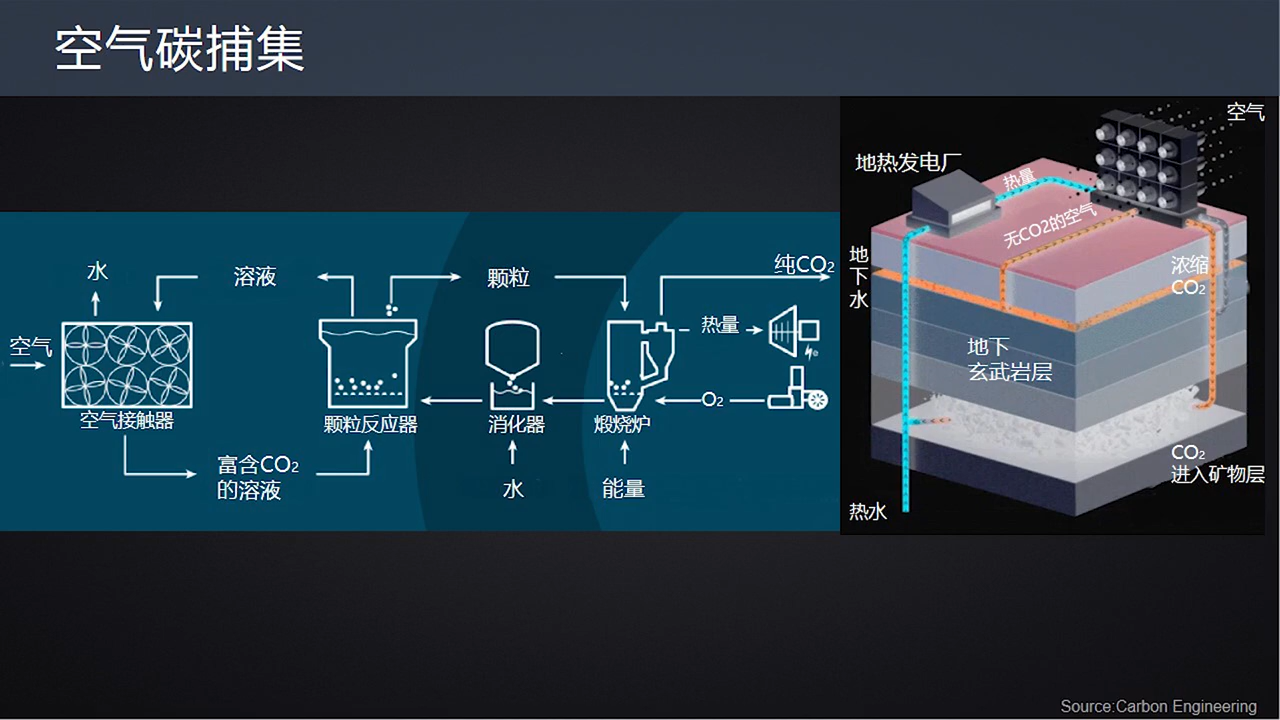 空气碳捕集
水
溶液
颗粒
纯CO₂
空气
热量
e
空气接触器
颗粒反应器
消化器
煅烧炉
O₂
富含CO₂
的溶液
水
能量
空气
地热发电厂
热量
无CO2的空气
地
下
水
浓缩
CO₂
地下
玄武岩层
CO₂
进入矿物层
热水
Source:Carbon Engineering